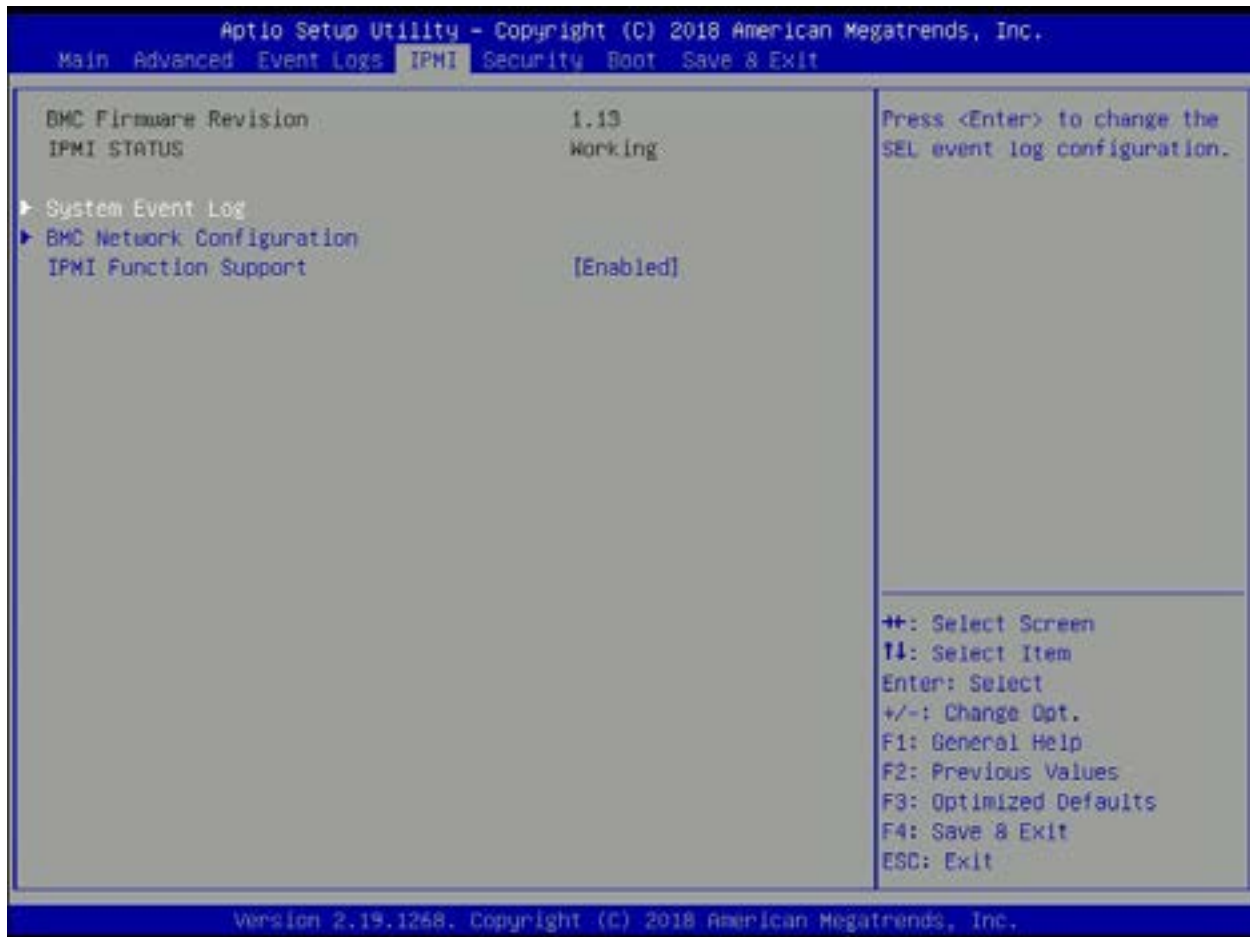 Aptio Setup Utility – Copyright (C) 2018 American Megatrends, Inc.
Main Advanced Event Logs IPMI Security Boot Save & Exit
BMC Firmware Revision 1.13
IPMI STATUS Working
System Event Log
BMC Network Configuration
IPMI Function Support [Enabled]
Press <Enter> to change the
SEL event log configuration.
→←: Select Screen
↑↓: Select Item
Enter: Select
+/-: Change Opt.
F1: General Help
F2: Previous Values
F3: Optimized Defaults
F4: Save & Exit
ESC: Exit
Version 2.19.1268. Copyright (C) 2018 American Megatrends, Inc.